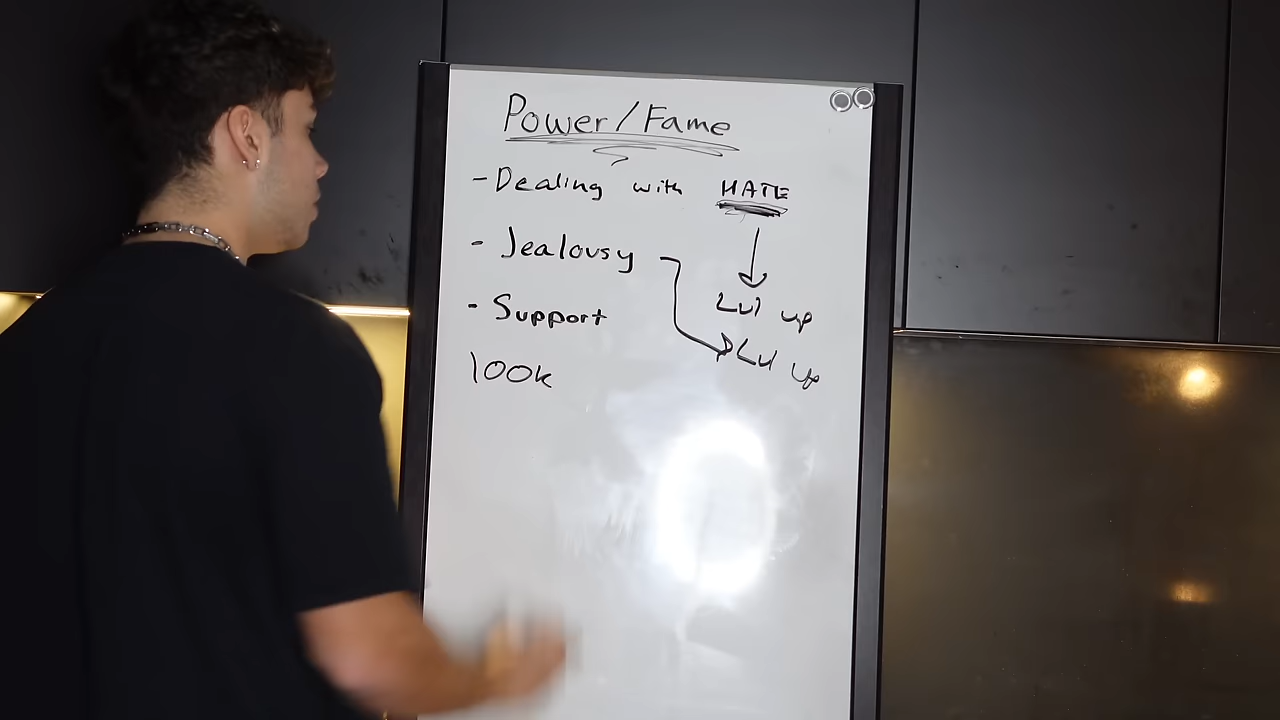 Power/Fame
- Dealing with HATE
- Jealousy
- Support
Lvl up
Lvl up
100k